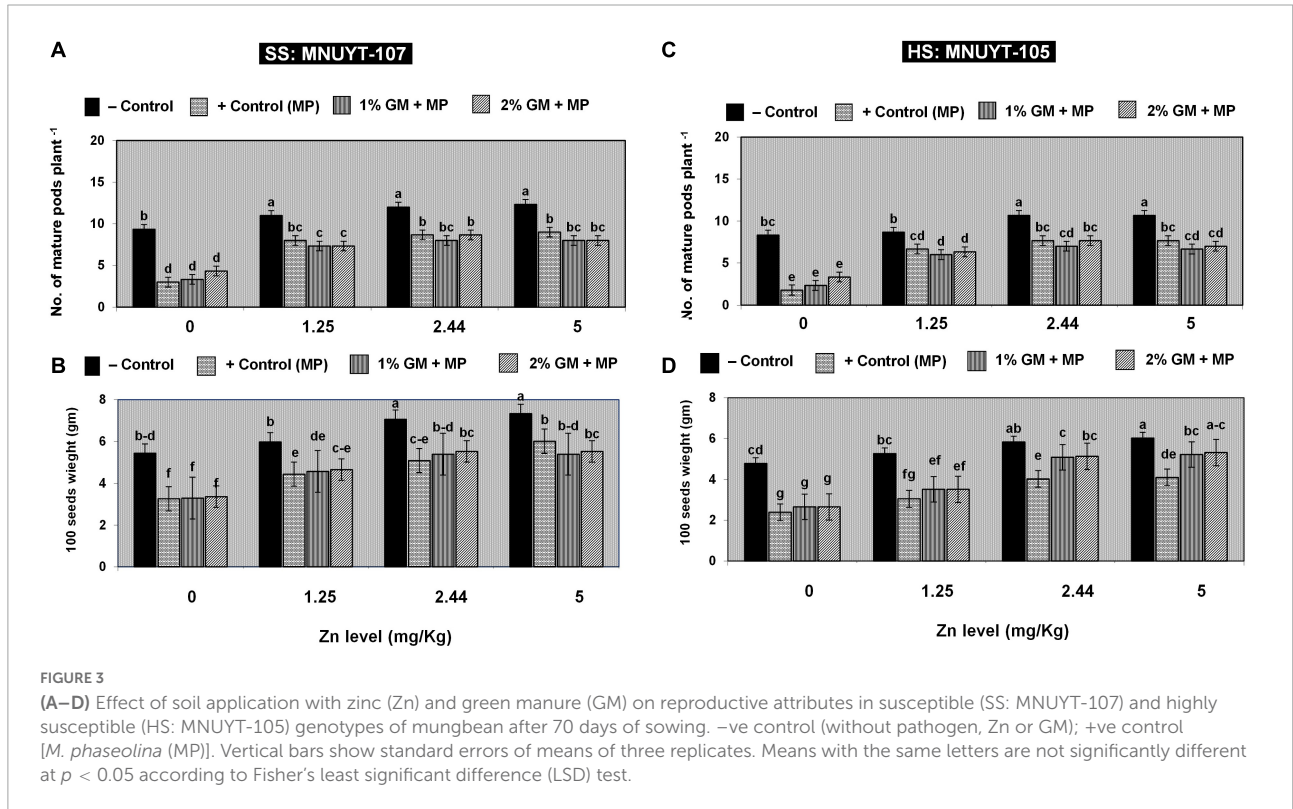 A
SS: MNUYT-107
– Control + Control (MP) 1% GM + MP 2% GM + MP
No. of mature pods plant -1
20
15
10
5
0
b d d d
a bc c c
a b bc b
a b bc bc
0 1.25 2.44 5
B
– Control + Control (MP) 1% GM + MP 2% GM + MP
100 seeds wieght (gm)
8
6
4
2
0
b-d f f f
b e de c-e
a c-e b-d bc
a b b-d bc
0 1.25 2.44 5
Zn level (mg/Kg)
C
HS: MNUYT-105
– Control + Control (MP) 1% GM + MP 2% GM + MP
No. of mature pods plant -1
20
15
10
5
0
bc e e e
b cd d d
a bc cd bc
a bc cd cd
0 1.25 2.44 5
D
– Control + Control (MP) 1% GM + MP 2% GM + MP
100 seeds wieght (gm)
8
6
4
2
0
cd g g g
bc fg ef ef
ab e c bc
a de bc a-c
0 1.25 2.44 5
Zn level (mg/Kg)
FIGURE 3
(A–D) Effect of soil application with zinc (Zn) and green manure (GM) on reproductive attributes in susceptible (SS: MNUYT-107) and highly
susceptible (HS: MNUYT-105) genotypes of mungbean after 70 days of sowing. −ve control (without pathogen, Zn or GM); +ve control
[M. phaseolina (MP)]. Vertical bars show standard errors of means of three replicates. Means with the same letters are not significantly different
at p < 0.05 according to Fisher’s least significant difference (LSD) test.